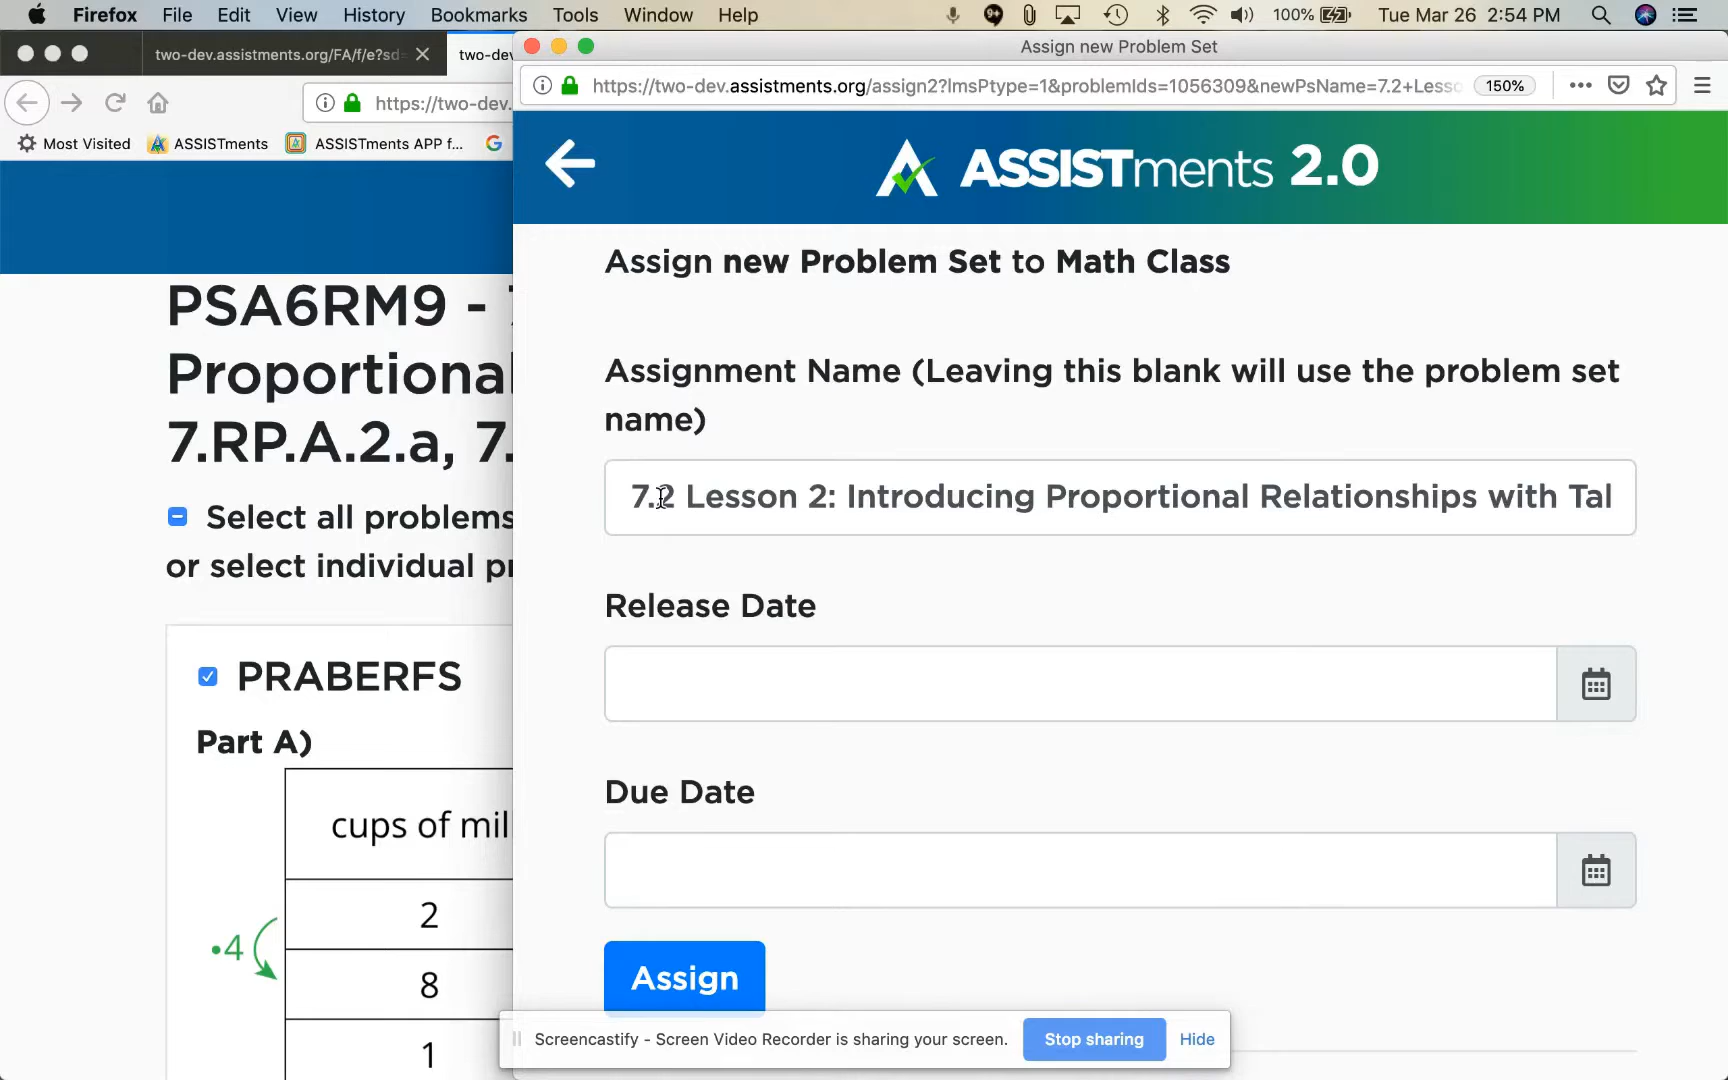 Firefox File Edit View History Bookmarks Tools Window Help 9+ 100% Tue Mar 26 2:54 PM
Assign new Problem Set
two-dev.assistments.org/FA/f/e?sd=
two-dev
https://two-dev.assistments.org/assign2?lmsPtype=1&problemIds=1056309&newPsName=7.2+Lesso
150%
https://two-dev.
Most Visited ASSISTments ASSISTments APP f... G
ASSISTments 2.0
Assign new Problem Set to Math Class
Assignment Name (Leaving this blank will use the problem set
name)
7.2 Lesson 2: Introducing Proportional Relationships with Tal
Release Date
Due Date
Assign
PSA6RM9 -
Proportional
7.RP.A.2.a, 7.
Select all problems
or select individual
PRABERFS
Part A)
cups of mil
2
•4
8
1
Screencastify - Screen Video Recorder is sharing your screen. Stop sharing Hide